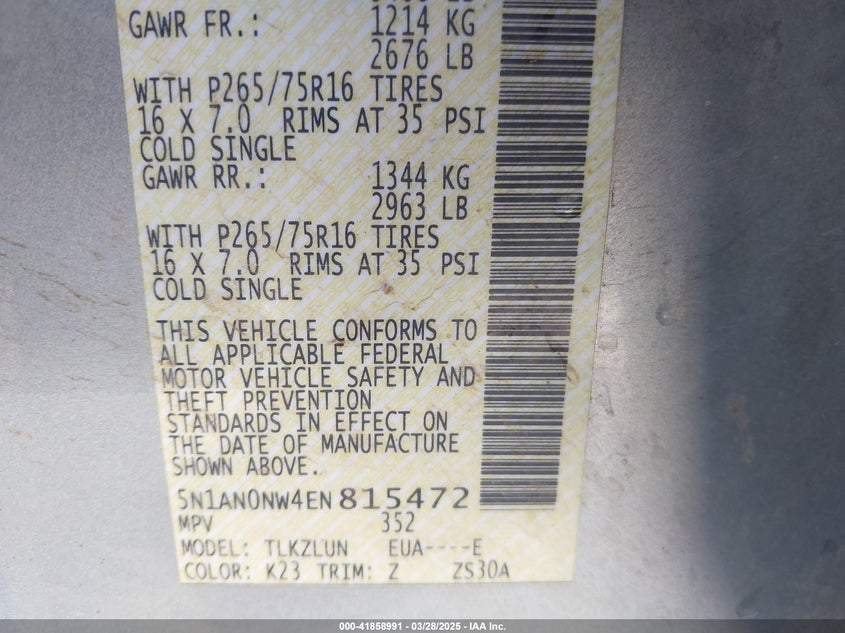 GAWR FR.: 1214 KG
2676 LB
WITH P265/75R16 TIRES
16 X 7.0 RIMS AT 35 PSI
COLD SINGLE
GAWR RR.: 1344 KG
2963 LB
WITH P265/75R16 TIRES
16 X 7.0 RIMS AT 35 PSI
COLD SINGLE
THIS VEHICLE CONFORMS TO
ALL APPLICABLE FEDERAL
MOTOR VEHICLE SAFETY AND
THEFT PREVENTION
STANDARDS IN EFFECT ON
THE DATE OF MANUFACTURE
SHOWN ABOVE.
5N1AN0NW4EN815472
MPV 352
MODEL: TLKZLUN EUA----E
COLOR: K23 TRIM: Z ZS30A
000-41858991 — 03/28/2025 — IAA Inc.